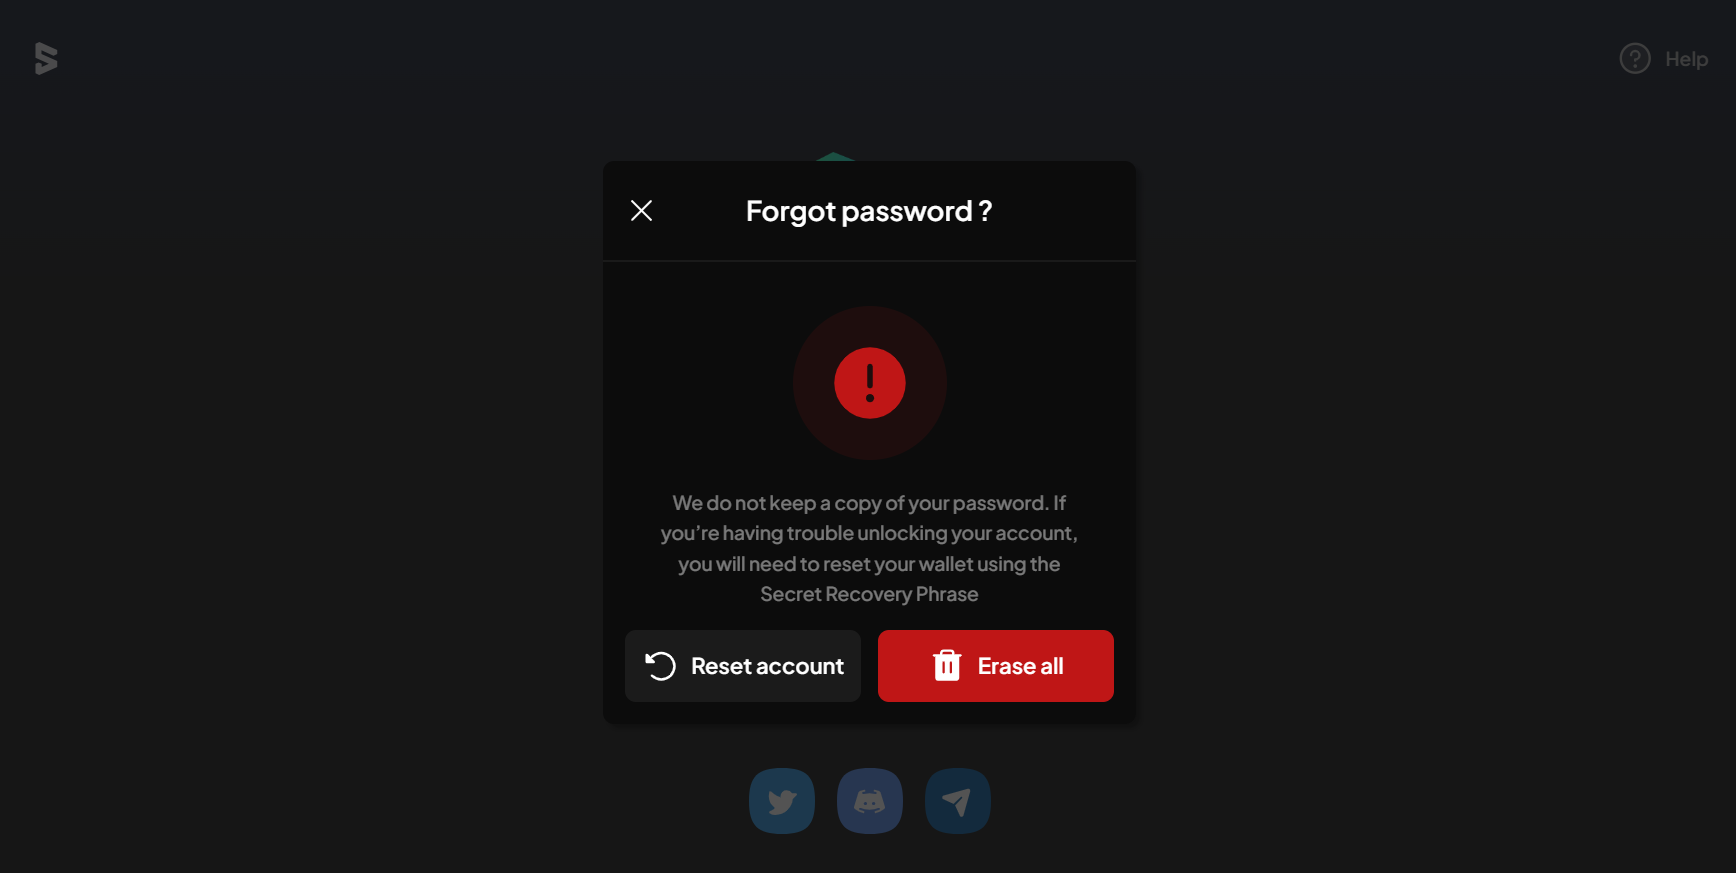 Help
Forgot password ?
We do not keep a copy of your password. If
you’re having trouble unlocking your account,
you will need to reset your wallet using the
Secret Recovery Phrase
Reset account
Erase all